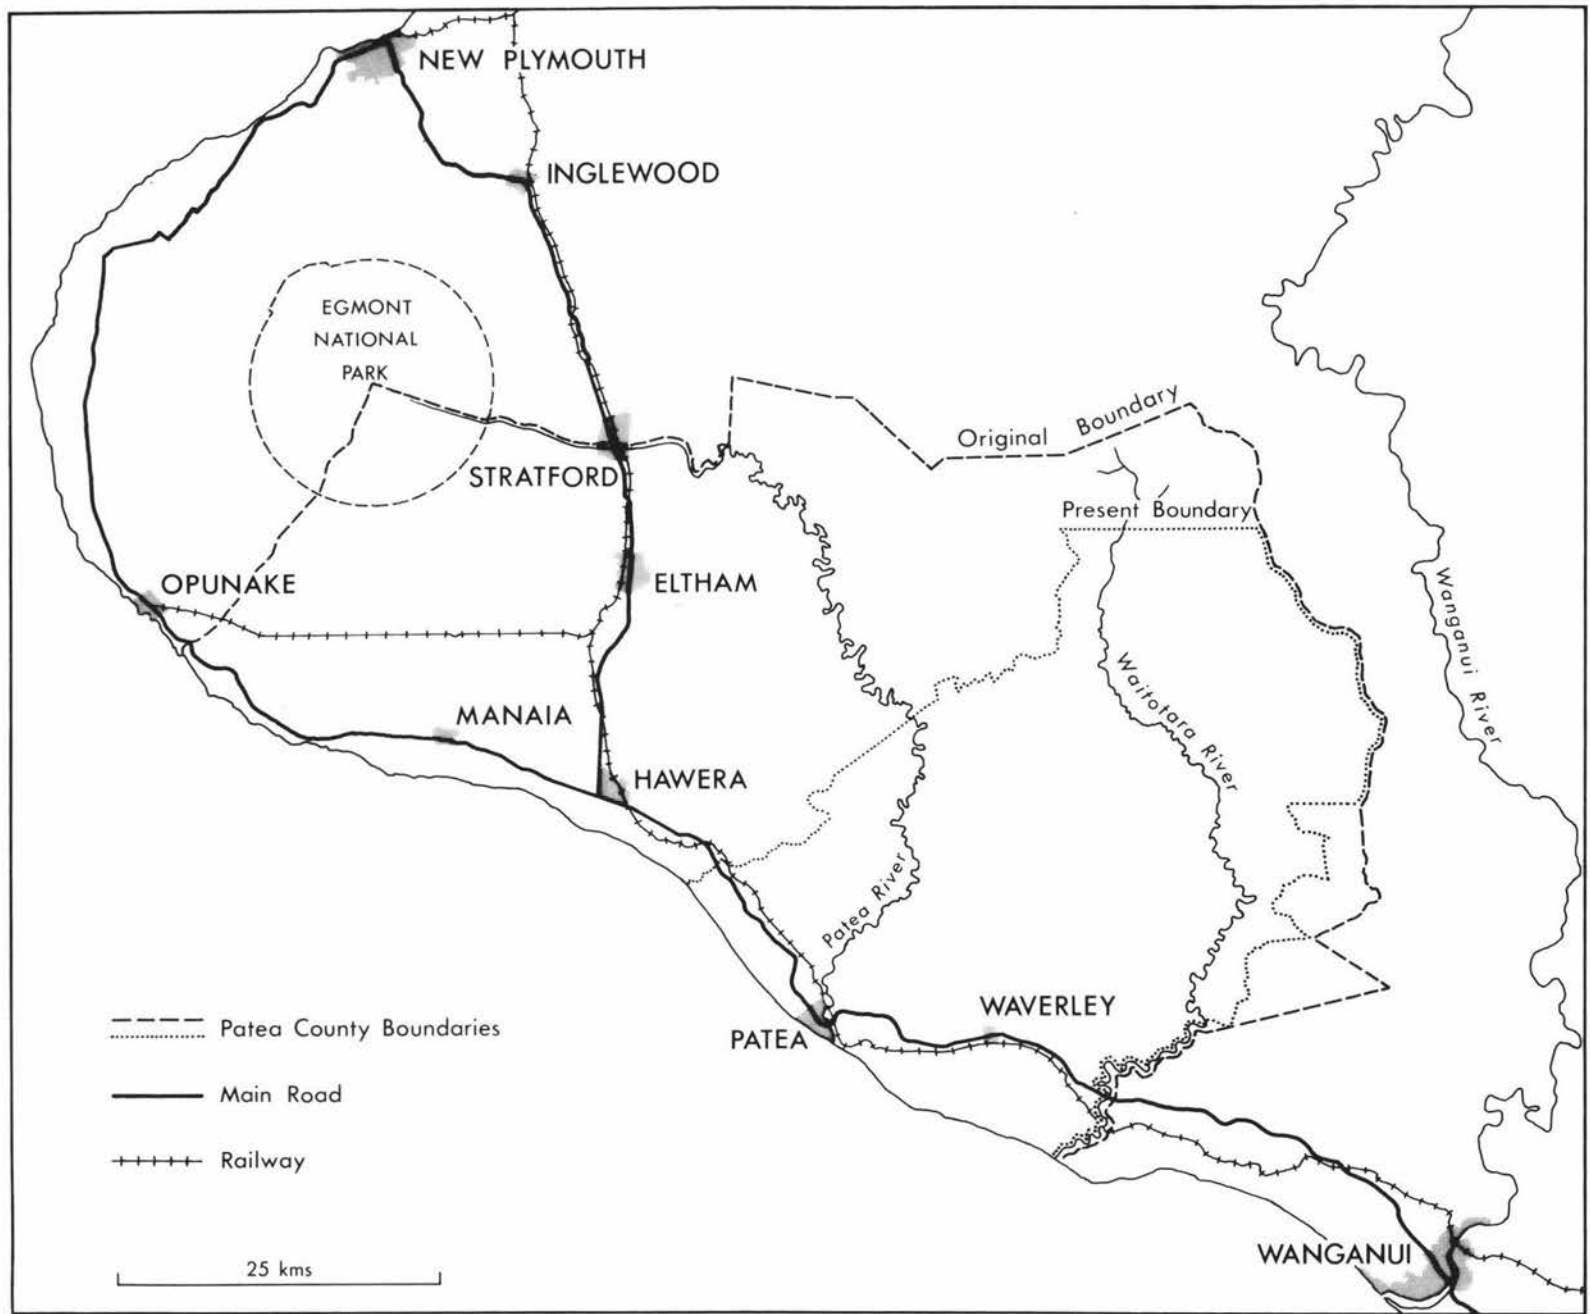 NEW PLYMOUTH
INGLEWOOD
EGMONT
NATIONAL
PARK
Original Boundary
STRATFORD
Present Boundary
OPUNAKE
ELTHAM
Wanganui River
Waitotara River
MANAIA
HAWERA
Patea River
WAVERLEY
PATEA
Patea County Boundaries
Main Road
Railway
WANGANUI
25 kms